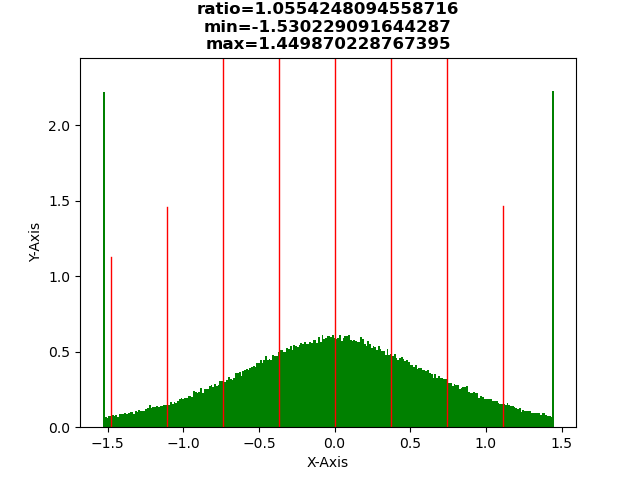 ratio=1.0554248094558716
min=-1.530229091644287
max=1.449870228767395
2.0
1.5
1.0
0.5
0.0
Y-Axis
−1.5 −1.0 −0.5 0.0 0.5 1.0 1.5
X-Axis